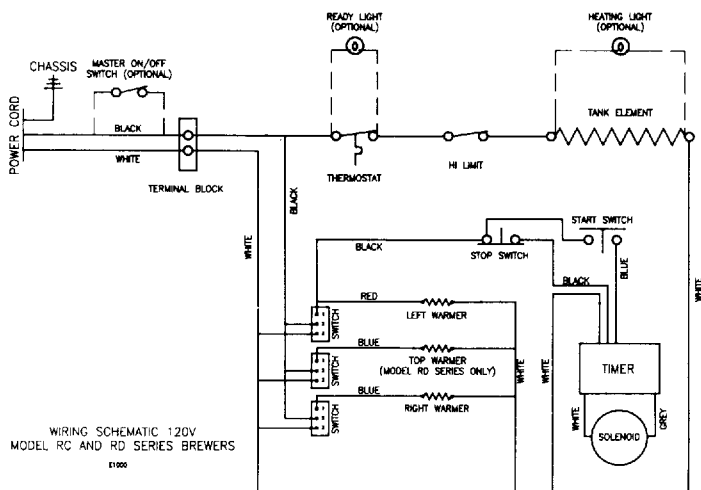 READY LIGHT
(OPTIONAL)
HEATING LIGHT
(OPTIONAL)
CHASSIS
MASTER ON/OFF
SWITCH (OPTIONAL)
POWER CORD
BLACK
WHITE
TERMINAL BLOCK
THERMOSTAT
HI LIMIT
TANK ELEMENT
BLACK
WHITE
BLACK
STOP SWITCH
START SWITCH
BLACK
BLUE
WHITE
RED
LEFT WARMER
SWITCH
BLUE
TOP WARMER
(MODEL RD SERIES ONLY)
SWITCH
BLUE
RIGHT WARMER
SWITCH
WHITE
WHITE
TIMER
WHITE
GREY
SOLENOID
WIRING SCHEMATIC 120V
MODEL RC AND RD SERIES BREWERS
E1000